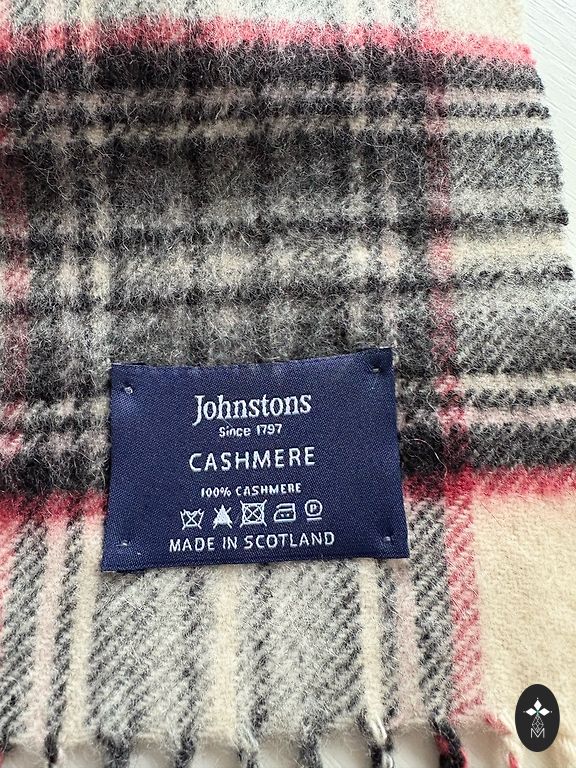 Johnstons
Since 1797
CASHMERE
100% CASHMERE
P
MADE IN SCOTLAND
M